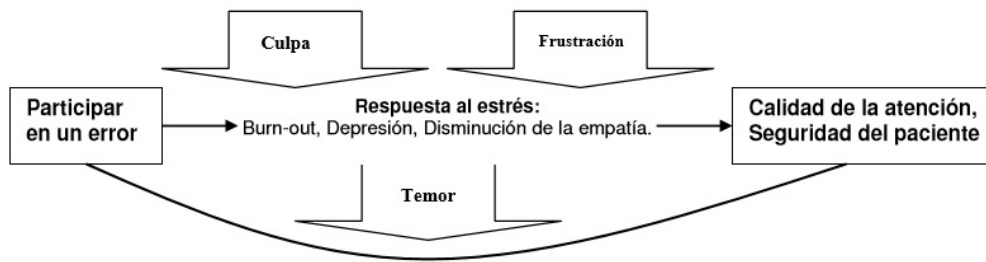 Culpa
Frustración
Participar
en un error
Respuesta al estrés:
Burn-out, Depresión, Disminución de la empatía.
Calidad de la atención,
Seguridad del paciente
Temor